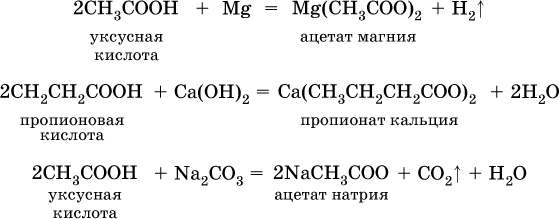 2CH₃COOH + Mg = Mg(CH₃COO)₂ + H₂↑
уксусная кислота ацетат магния
2CH₂CH₂COOH + Ca(OH)₂ = Ca(CH₃CH₂CH₂COO)₂ + 2H₂O
пропионовая кислота пропионат кальция
2CH₃COOH + Na₂CO₃ = 2NaCH₃COO + CO₂↑ + H₂O
уксусная кислота ацетат натрия